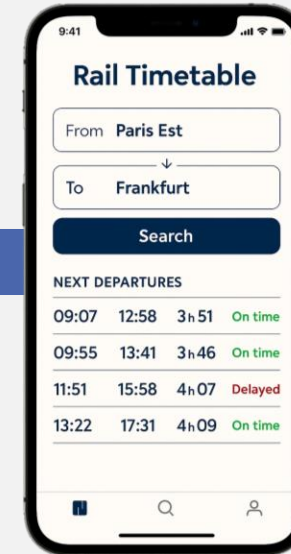 9:41
Rail Timetable
From Paris Est
To Frankfurt
Search
NEXT DEPARTURES
09:07 12:58 3h51 On time
09:55 13:41 3h46 On time
11:51 15:58 4h07 Delayed
13:22 17:31 4h09 On time